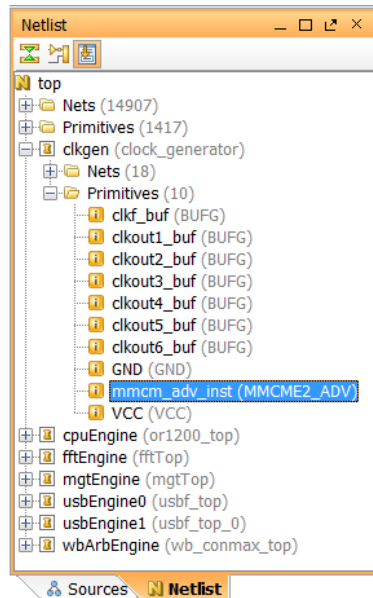 Netlist
top
Nets (14907)
Primitives (1417)
clkgen (clock_generator)
Nets (18)
Primitives (10)
clkf_buf (BUFG)
clkout1_buf (BUFG)
clkout2_buf (BUFG)
clkout3_buf (BUFG)
clkout4_buf (BUFG)
clkout5_buf (BUFG)
clkout6_buf (BUFG)
GND (GND)
mmcm_adv_inst (MMCME2_ADV)
VCC (VCC)
cpuEngine (or1200_top)
fftEngine (fftTop)
mgtEngine (mgtTop)
usbEngine0 (usbf_top)
usbEngine1 (usbf_top_0)
wbArbEngine (wb_conmax_top)
Sources Netlist